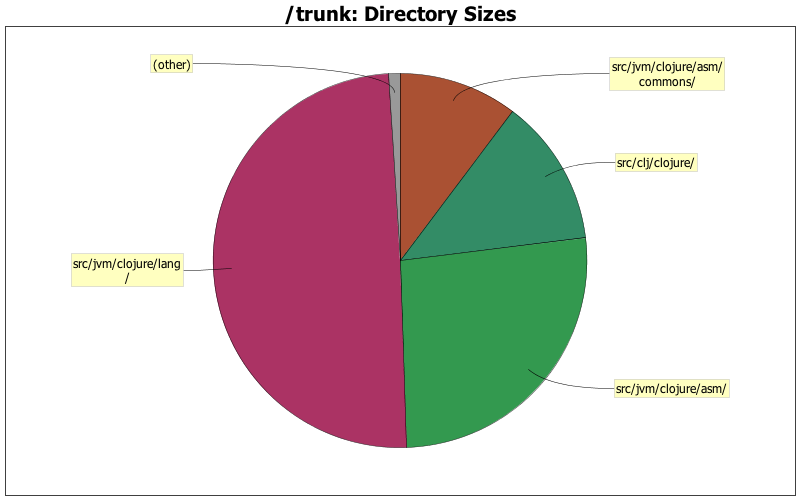 /trunk: Directory Sizes
(other)
src/jvm/clojure/asm/
commons/
src/clj/clojure/
src/jvm/clojure/lang
/
src/jvm/clojure/asm/